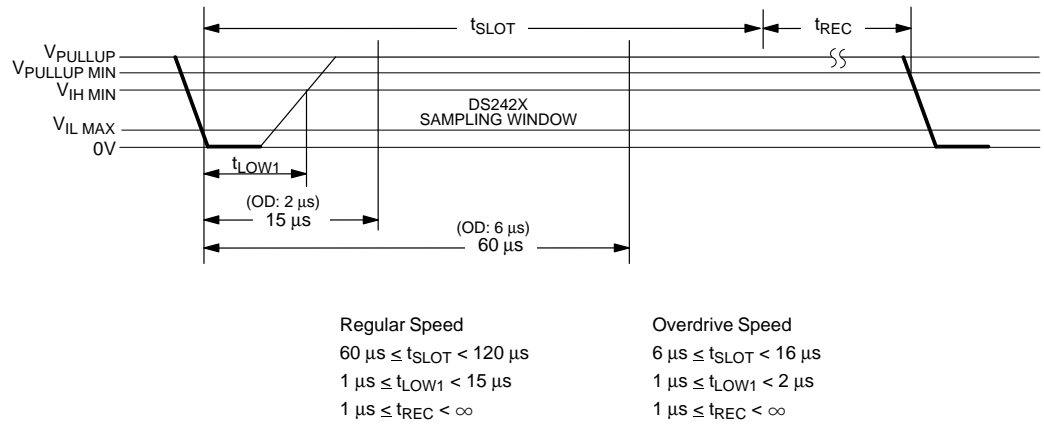 tSLOT
tREC
VPULLUP
VPULLUP MIN
VIH MIN
DS242X
SAMPLING WINDOW
VIL MAX
0V
tLOW1
(OD: 2 µs)
15 µs
(OD: 6 µs)
60 µs
Regular Speed
60 µs ≤ tSLOT < 120 µs
1 µs ≤ tLOW1 < 15 µs
1 µs ≤ tREC < ∞
Overdrive Speed
6 µs ≤ tSLOT < 16 µs
1 µs ≤ tLOW1 < 2 µs
1 µs ≤ tREC < ∞